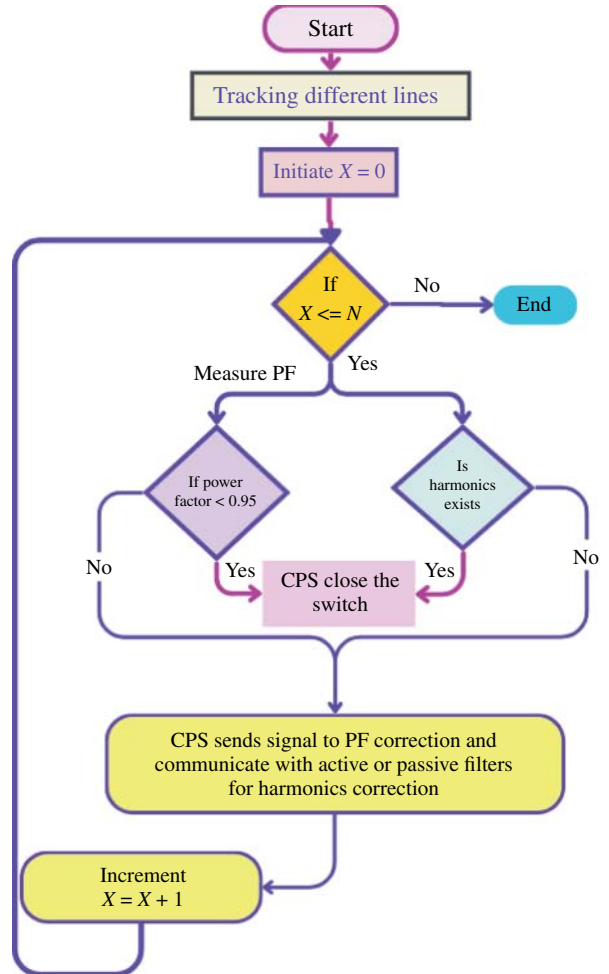 Start
Tracking different lines
Initiate X = 0
If
X <= N
No
End
Yes
Measure PF
If power
factor < 0.95
Is
harmonics
exists
No
Yes
CPS close the
switch
Yes
No
CPS sends signal to PF correction and
communicate with active or passive filters
for harmonics correction
Increment
X = X + 1